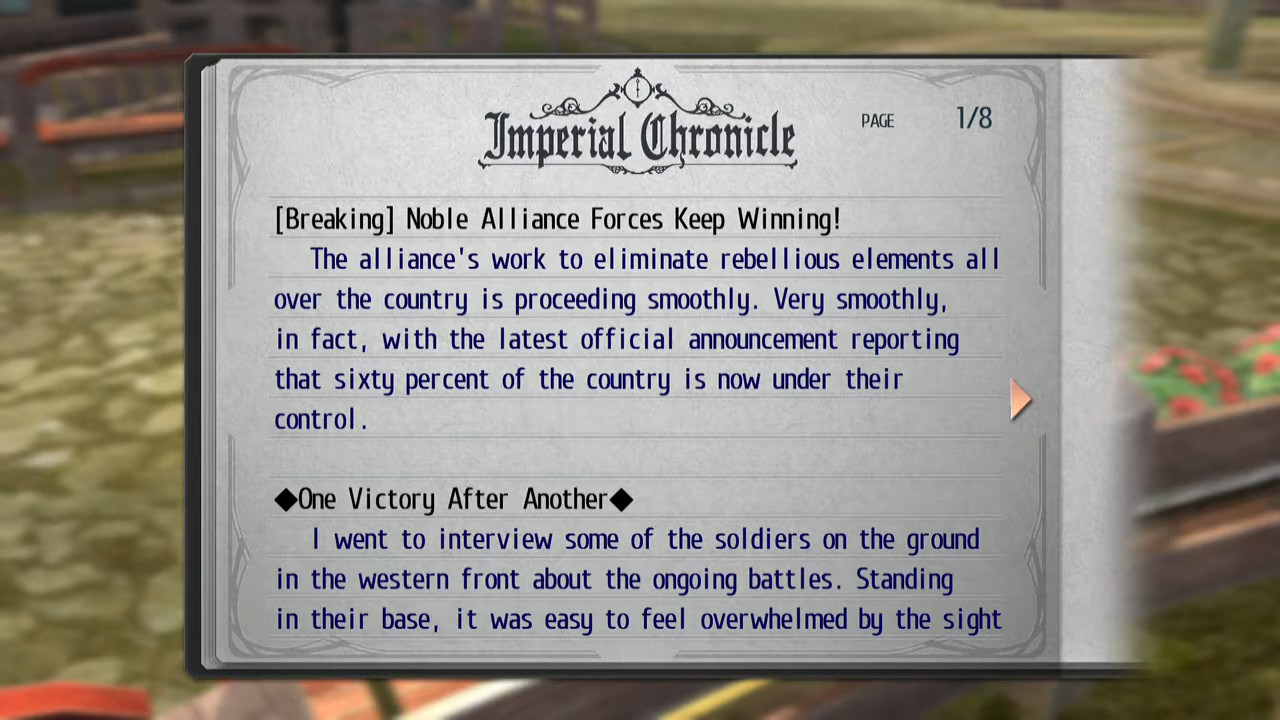 Imperial Chronicle
PAGE 1/8
[Breaking] Noble Alliance Forces Keep Winning!
The alliance's work to eliminate rebellious elements all
over the country is proceeding smoothly. Very smoothly,
in fact, with the latest official announcement reporting
that sixty percent of the country is now under their
control.
◆One Victory After Another◆
I went to interview some of the soldiers on the ground
in the western front about the ongoing battles. Standing
in their base, it was easy to feel overwhelmed by the sight